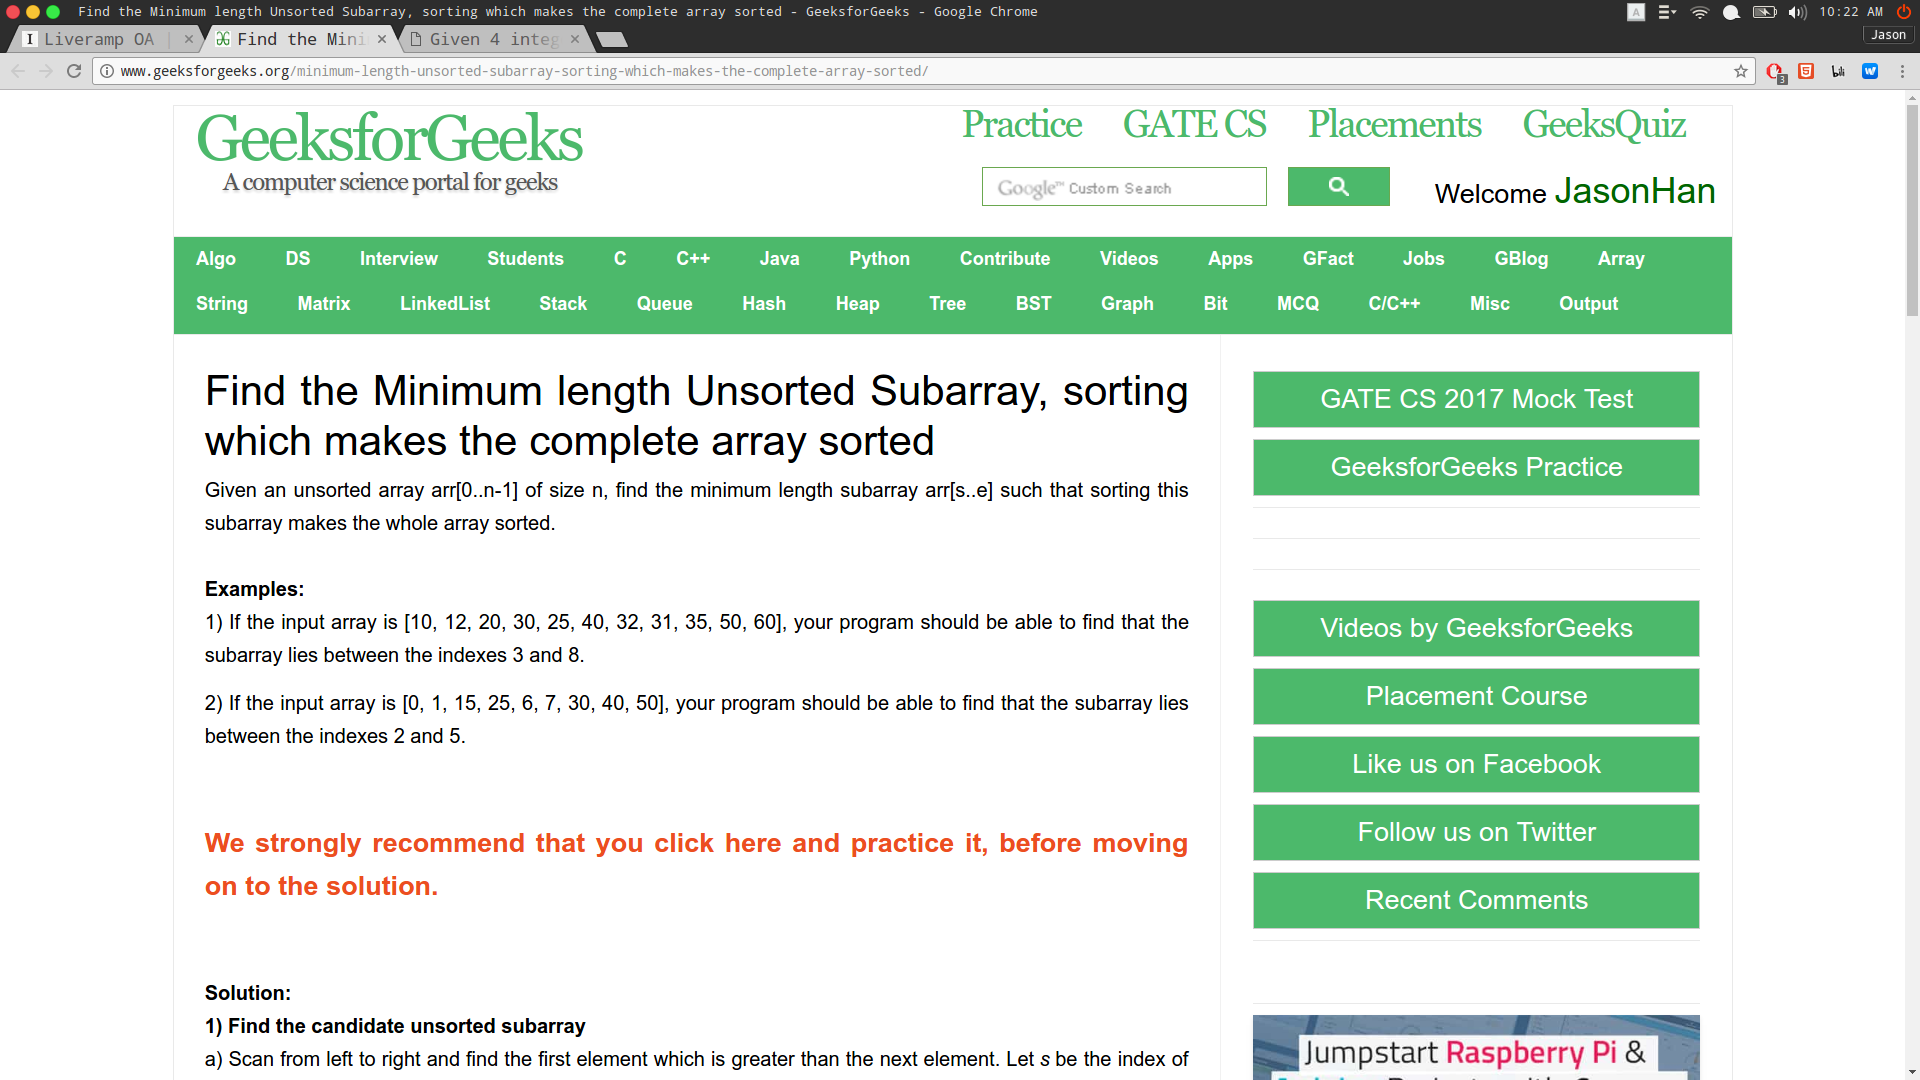 Find the Minimum length Unsorted Subarray, sorting which makes the complete array sorted - GeeksforGeeks - Google Chrome
A
10:22 AM
Liveramp OA |
Find the Mini
Given 4 integ
Jason
www.geeksforgeeks.org/minimum-length-unsorted-subarray-sorting-which-makes-the-complete-array-sorted/
3
GeeksforGeeks
A computer science portal for geeks
Practice GATE CS Placements GeeksQuiz
Google™ Custom Search
Welcome JasonHan
Algo DS Interview Students C C++ Java Python Contribute Videos Apps GFact Jobs GBlog Array
String Matrix LinkedList Stack Queue Hash Heap Tree BST Graph Bit MCQ C/C++ Misc Output
Find the Minimum length Unsorted Subarray, sorting
which makes the complete array sorted
Given an unsorted array arr[0..n-1] of size n, find the minimum length subarray arr[s..e] such that sorting this
subarray makes the whole array sorted.
Examples:
1) If the input array is [10, 12, 20, 30, 25, 40, 32, 31, 35, 50, 60], your program should be able to find that the
subarray lies between the indexes 3 and 8.
2) If the input array is [0, 1, 15, 25, 6, 7, 30, 40, 50], your program should be able to find that the subarray lies
between the indexes 2 and 5.
We strongly recommend that you click here and practice it, before moving
on to the solution.
Solution:
1) Find the candidate unsorted subarray
a) Scan from left to right and find the first element which is greater than the next element. Let s be the index of
GATE CS 2017 Mock Test
GeeksforGeeks Practice
Videos by GeeksforGeeks
Placement Course
Like us on Facebook
Follow us on Twitter
Recent Comments
Jumpstart Raspberry Pi &